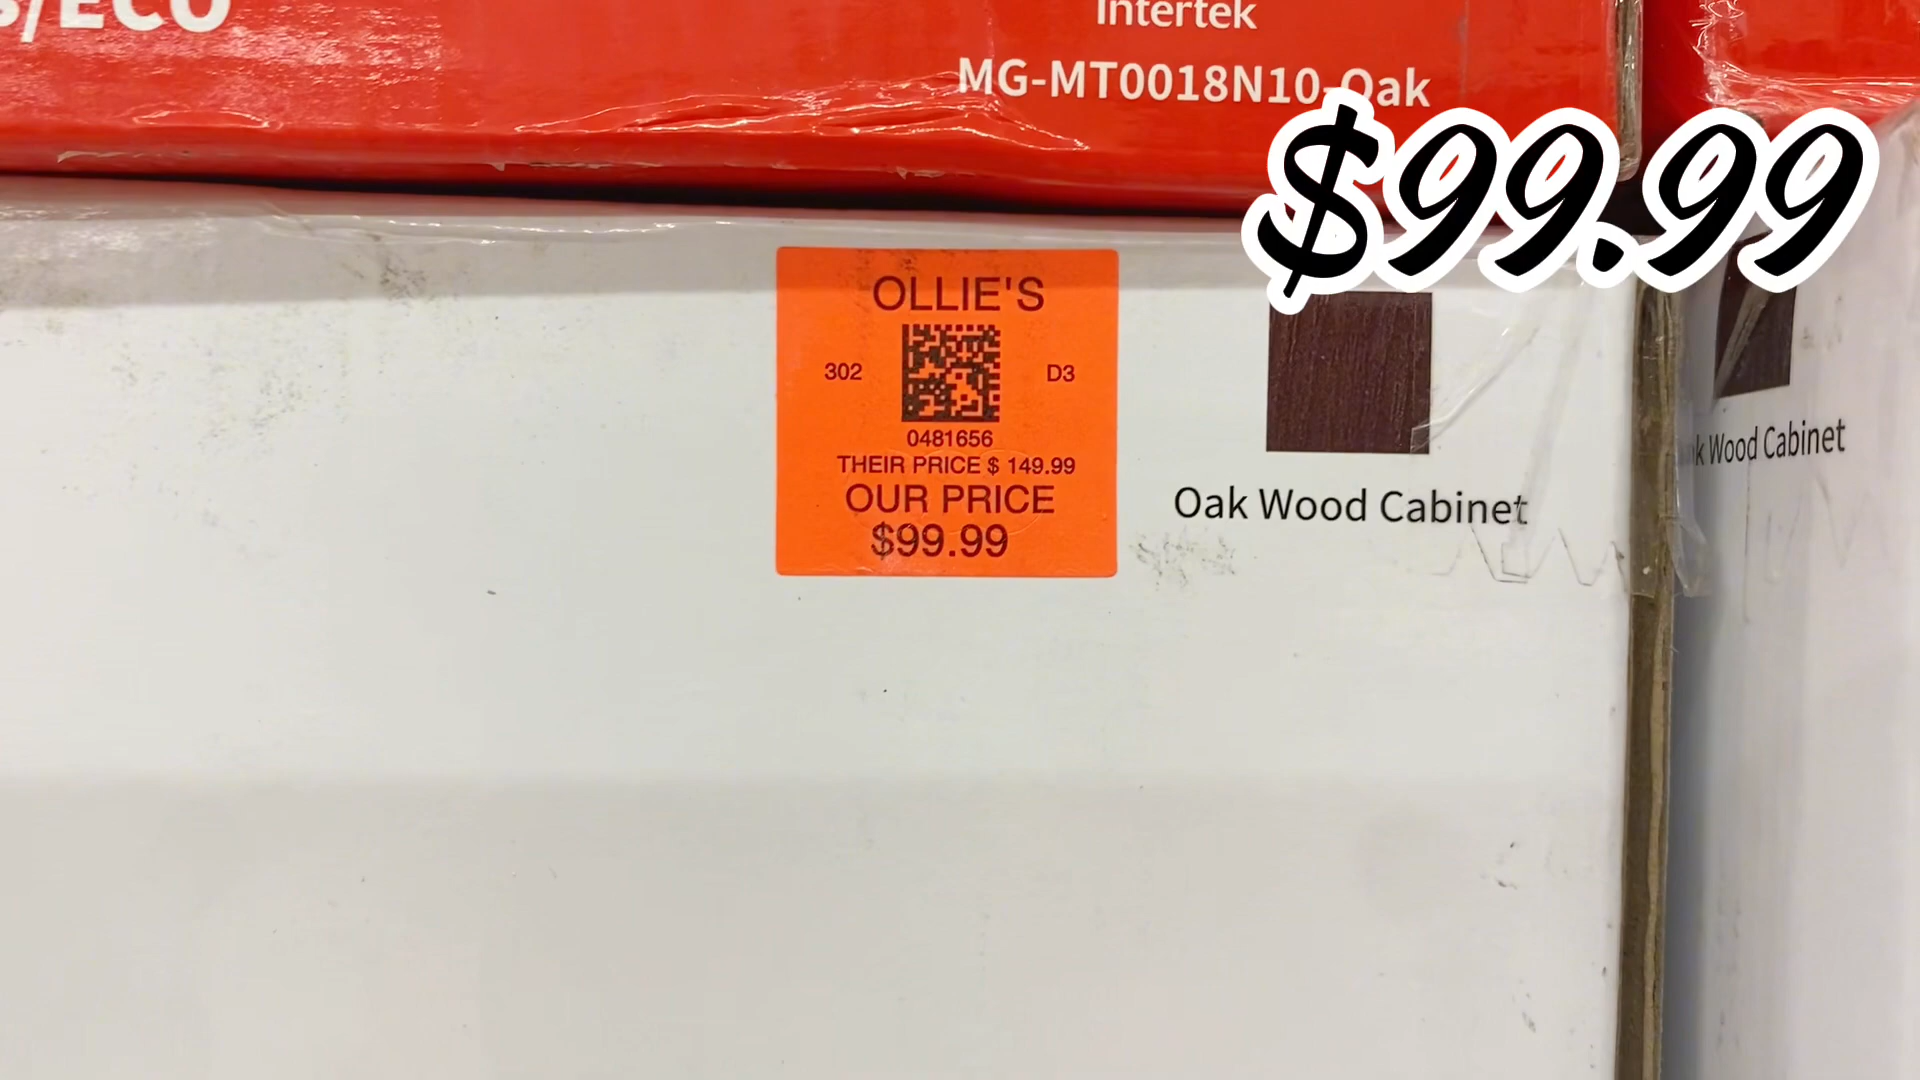 S/ECO
Intertek
MG-MT0018N10-Oak
$99.99
OLLIE'S
302
D3
0481656
THEIR PRICE $ 149.99
OUR PRICE
$99.99
Oak Wood Cabinet
Wood Cabinet